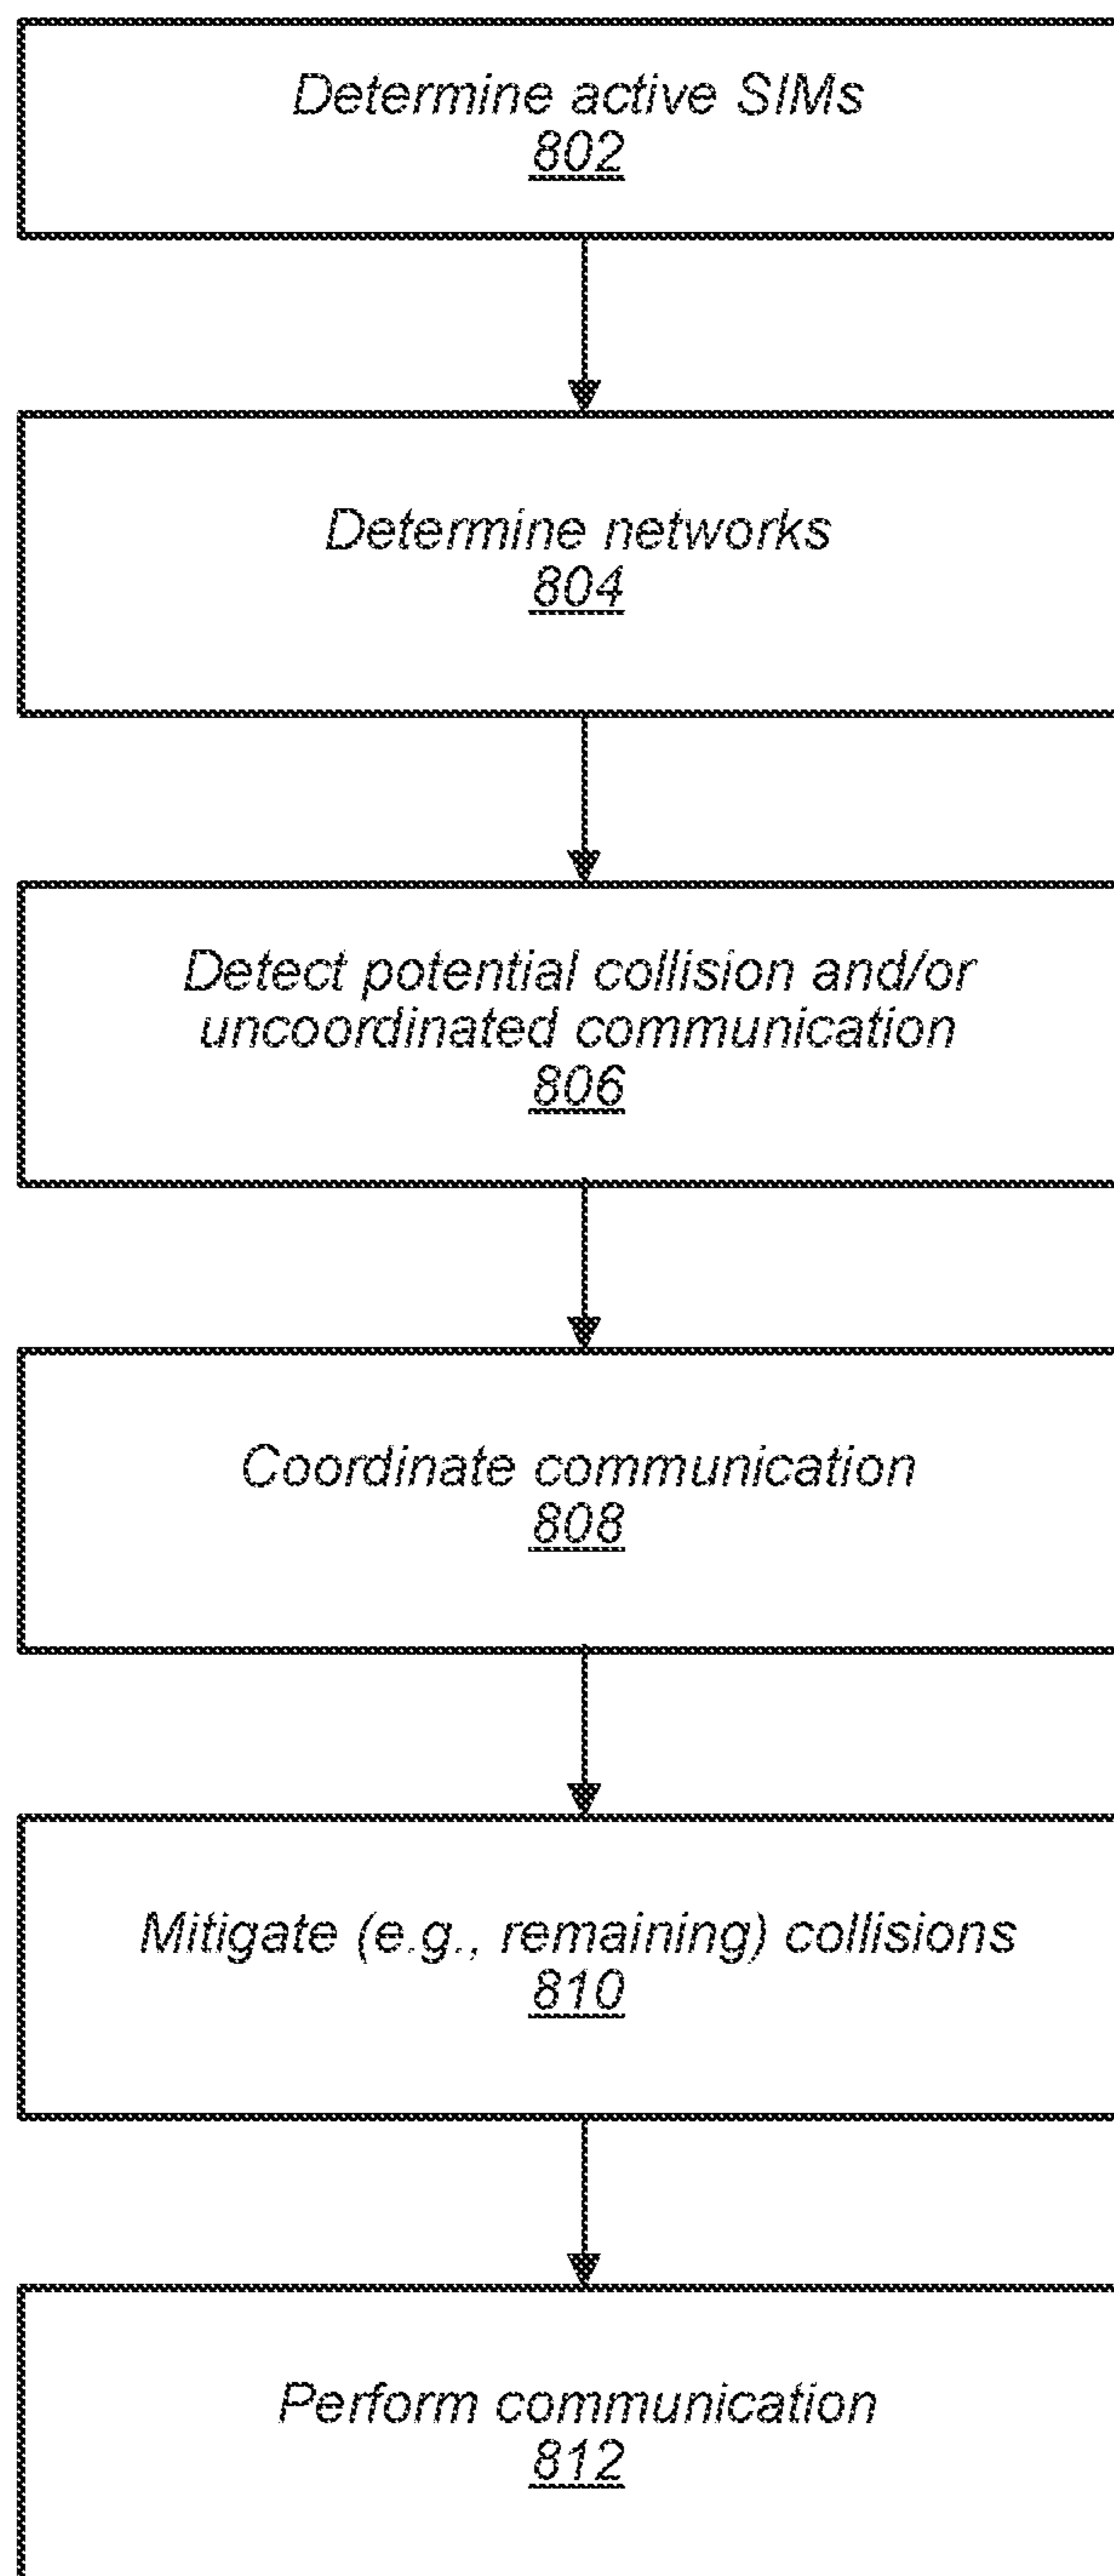 Determine active SIMs
802
Determine networks
804
Detect potential collision and/or
uncoordinated communication
806
Coordinate communication
808
Mitigate (e.g., remaining) collisions
810
Perform communication
812